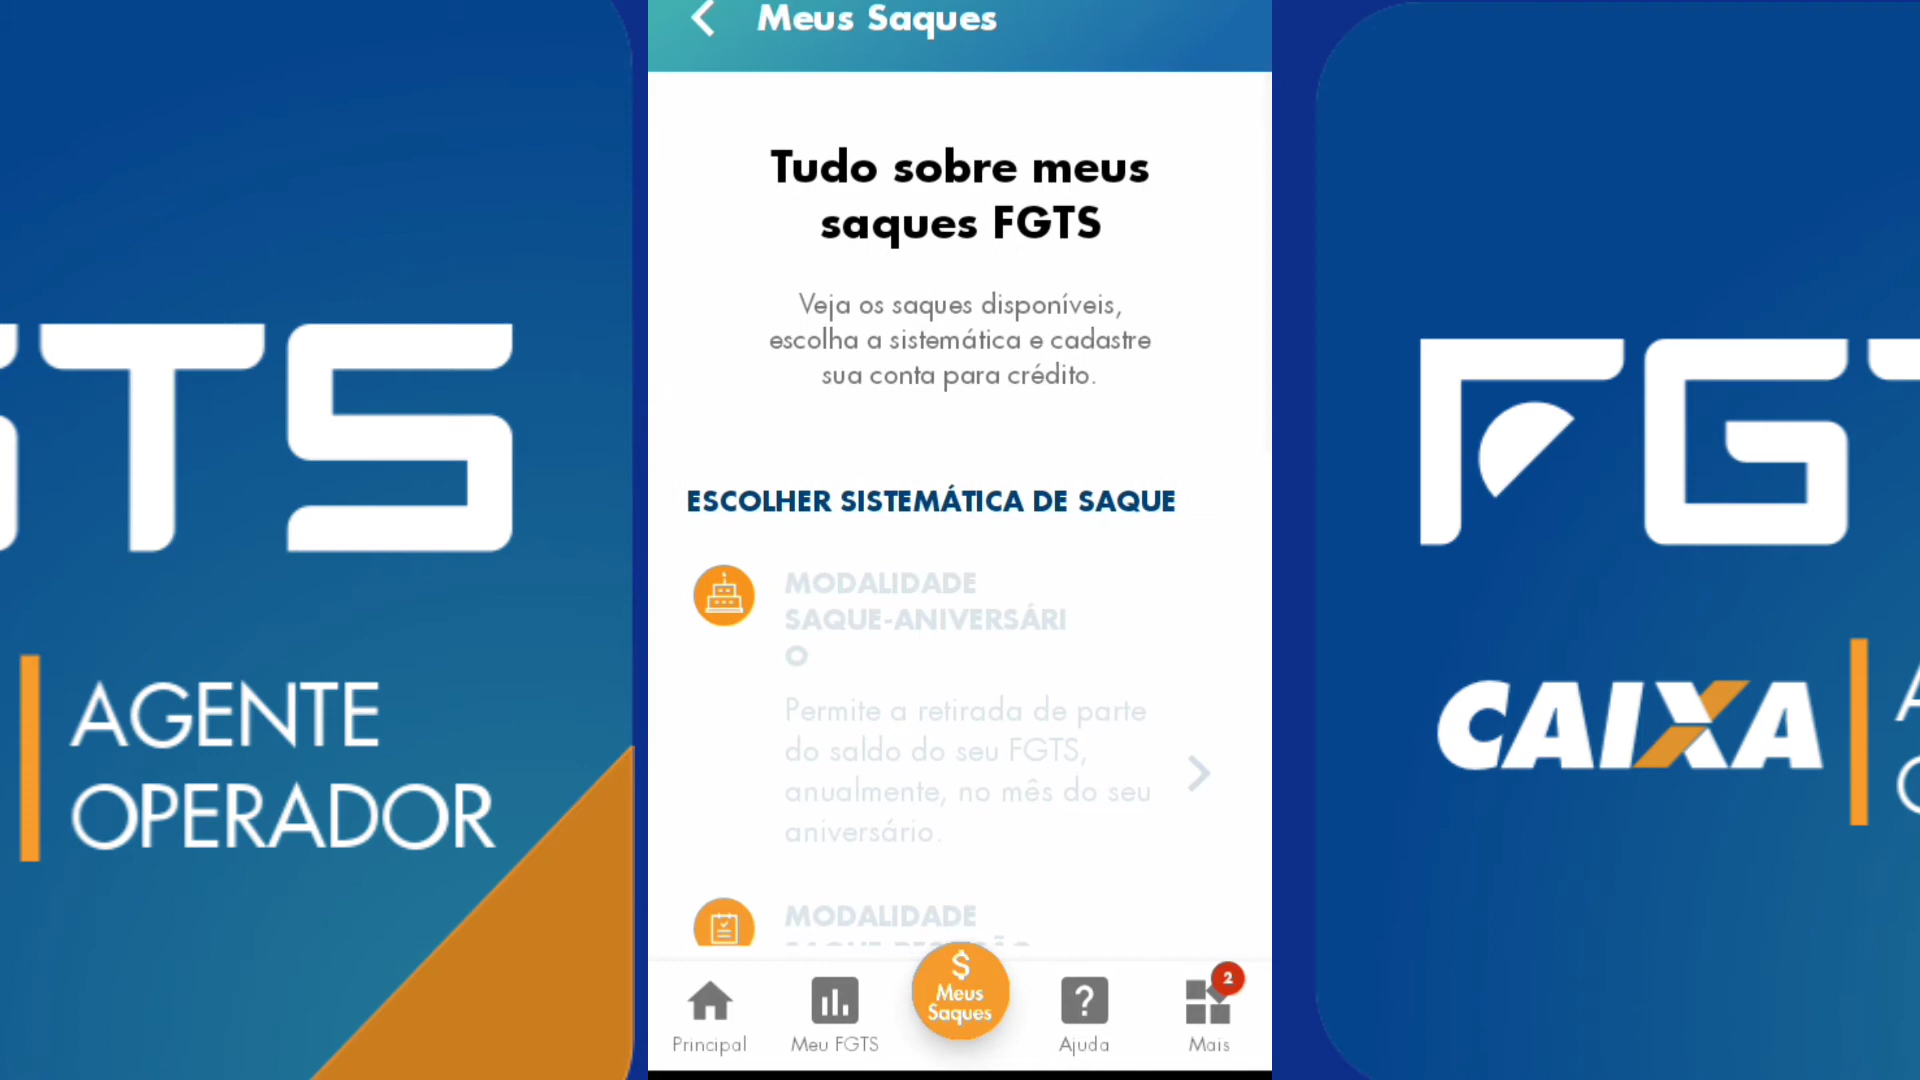 Meus Saques
Tudo sobre meus
saques FGTS
Veja os saques disponíveis,
escolha a sistemática e cadastre
sua conta para crédito.
ESCOLHER SISTEMÁTICA DE SAQUE
MODALIDADE
SAQUE-ANIVERSÁRI
O
Permite a retirada de parte
do saldo do seu FGTS,
anualmente, no mês do seu
aniversário.
MODALIDADE
$
Meus
Saques
Principal
Meu FGTS
?
Ajuda
2
Mais
GTS
AGENTE
OPERADOR
FGT
CAIXA